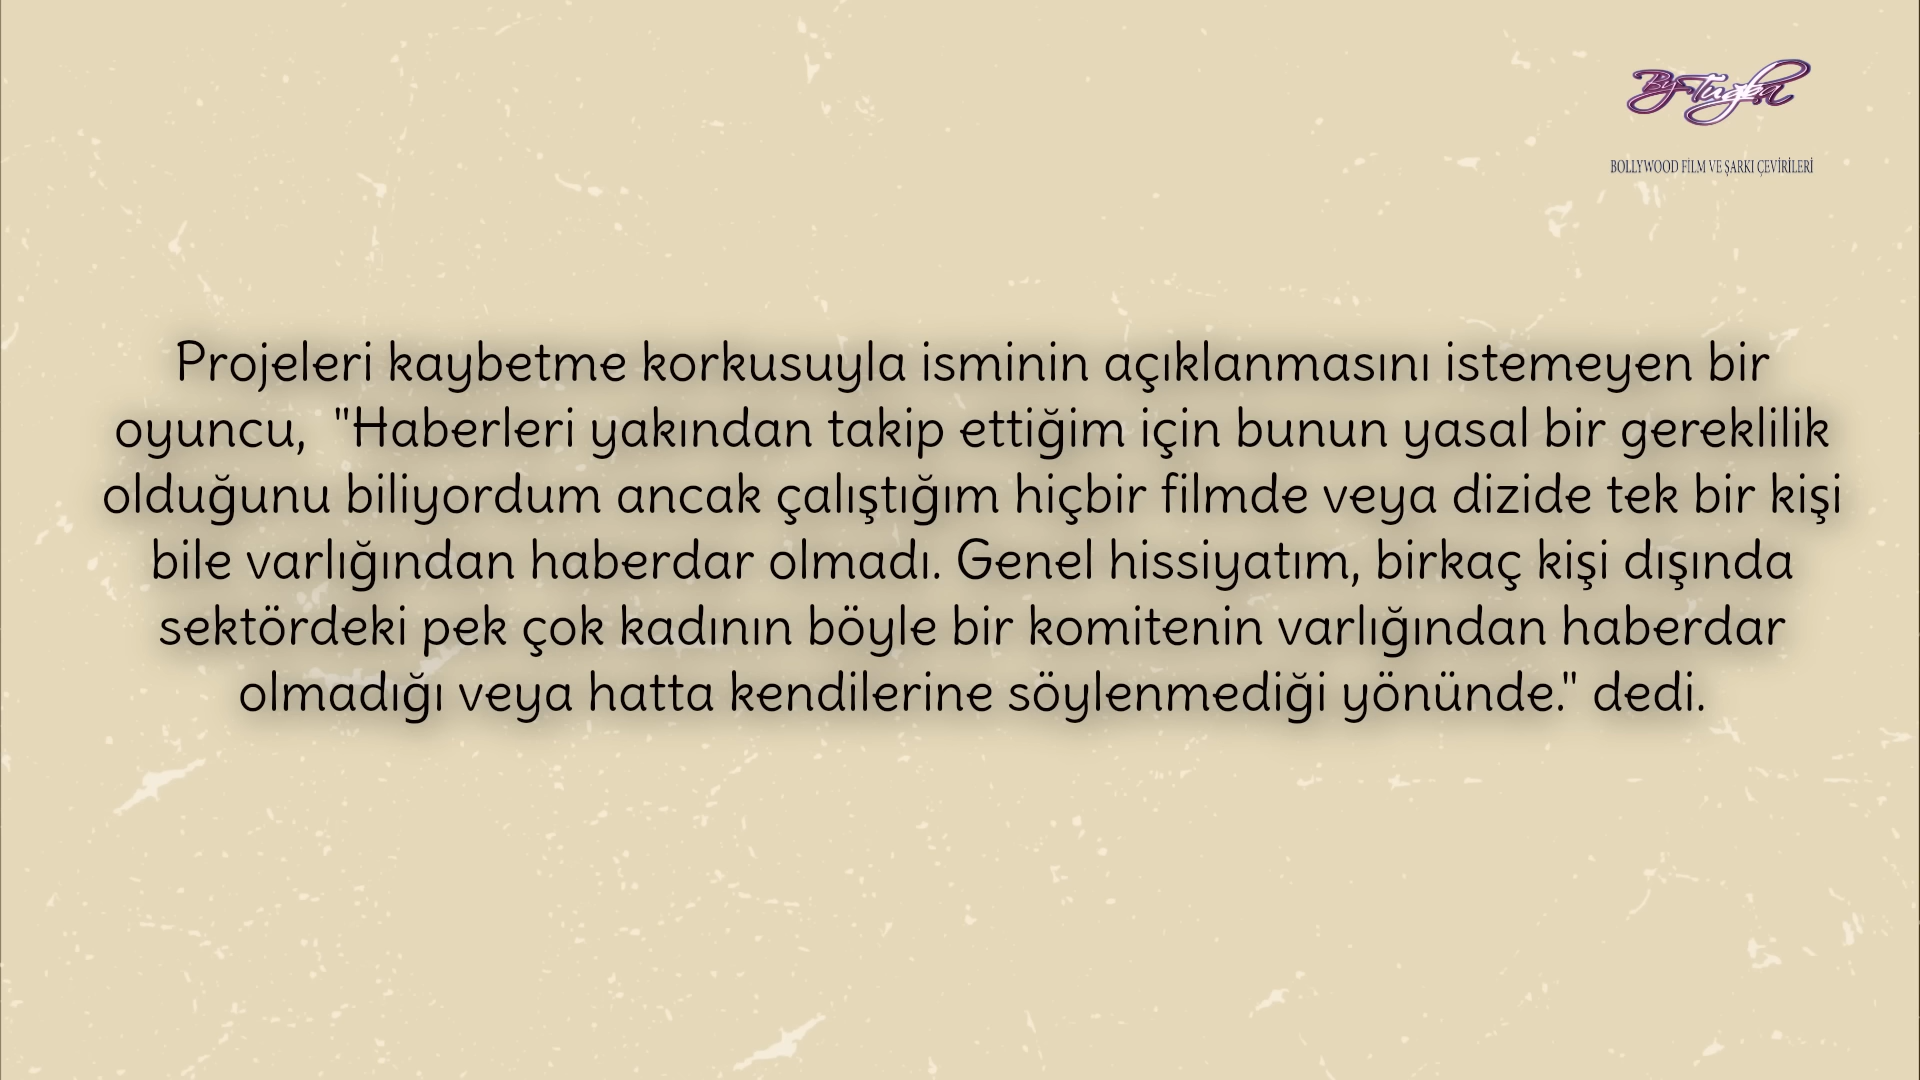 By Tuğba
BOLLYWOOD FİLM VE ŞARKI ÇEVİRİLERİ
Projeleri kaybetme korkusuyla isminin açıklanmasını istemeyen bir
oyuncu,  "Haberleri yakından takip ettiğim için bunun yasal bir gereklilik
olduğunu biliyordum ancak çalıştığım hiçbir filmde veya dizide tek bir kişi
bile varlığından haberdar olmadı. Genel hissiyatım, birkaç kişi dışında
sektördeki pek çok kadının böyle bir komitenin varlığından haberdar
olmadığı veya hatta kendilerine söylenmediği yönünde." dedi.